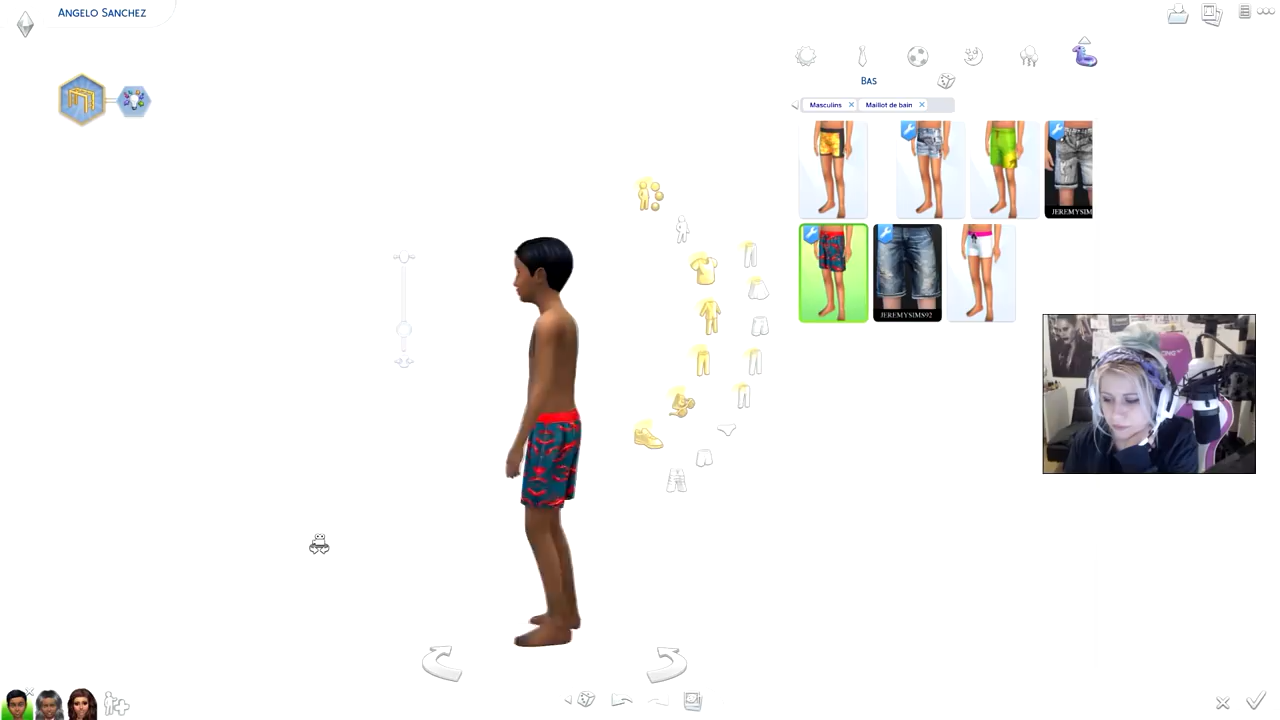 Angelo Sanchez
Bas
Masculins
Maillot de bain
JEREMYSIM
JEREMYSIMS92